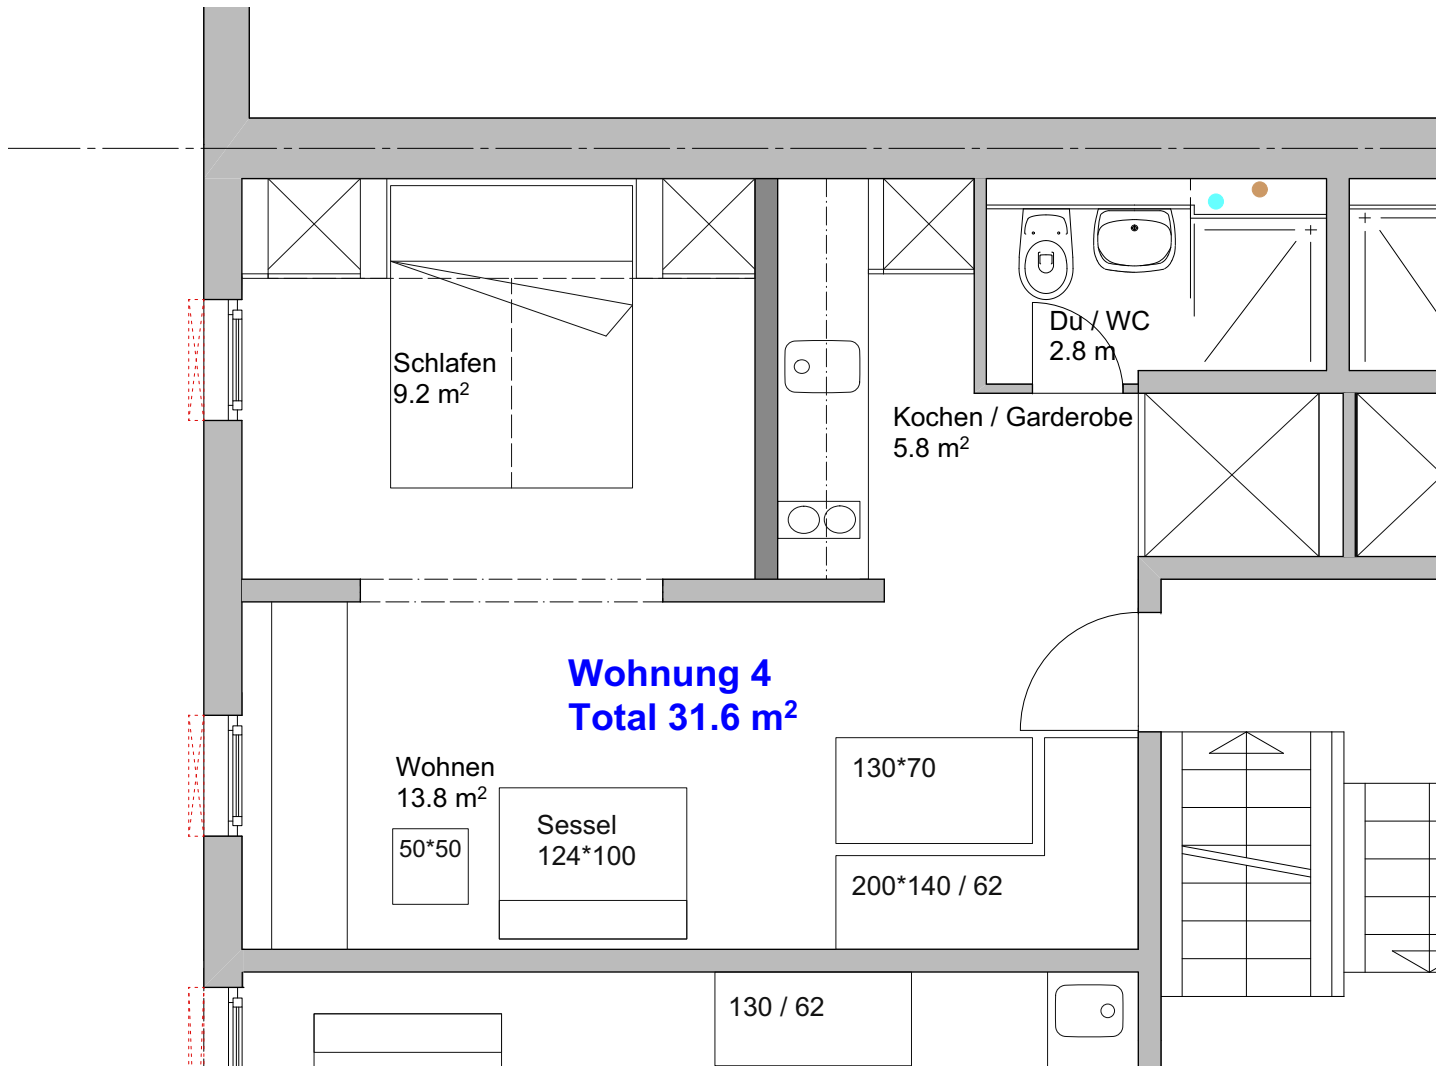 Schlafen
9.2 m²
Du / WC
2.8 m
Kochen / Garderobe
5.8 m²
Wohnung 4
Total 31.6 m²
Wohnen
13.8 m²
50*50
Sessel
124*100
130*70
200*140 / 62
130 / 62